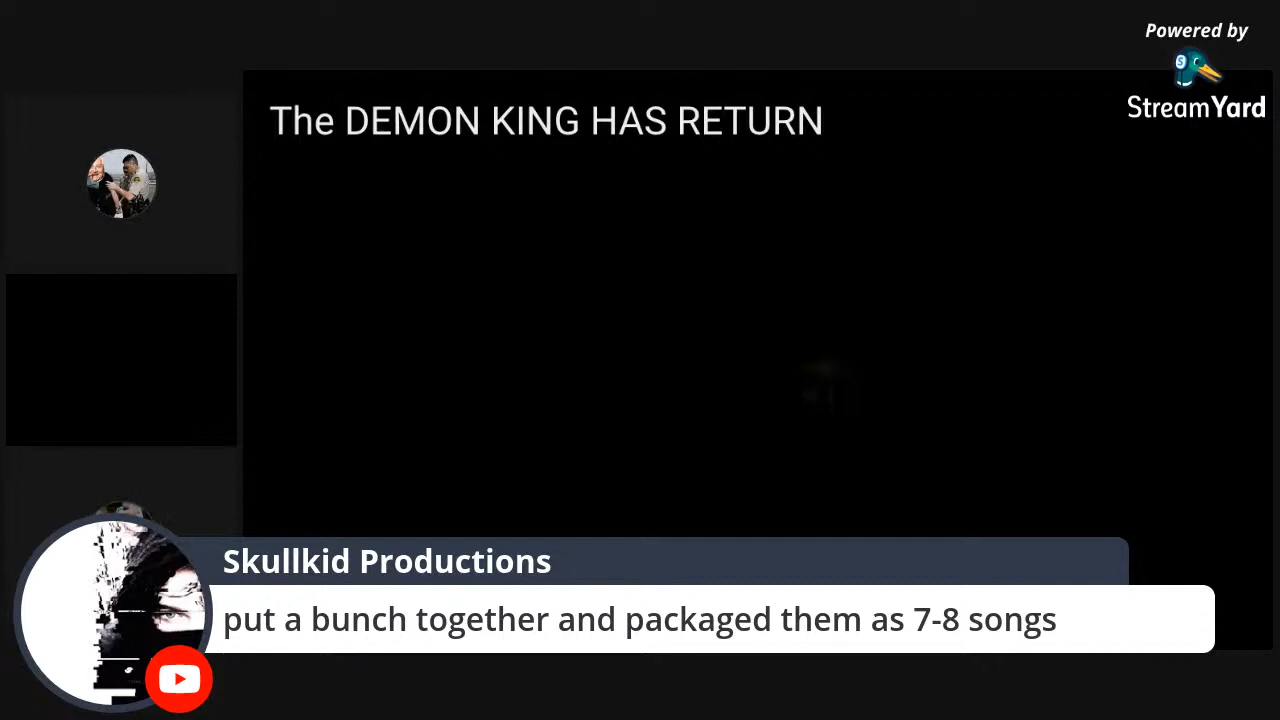 Powered by
StreamYard
The DEMON KING HAS RETURN
Skullkid Productions
put a bunch together and packaged them as 7-8 songs